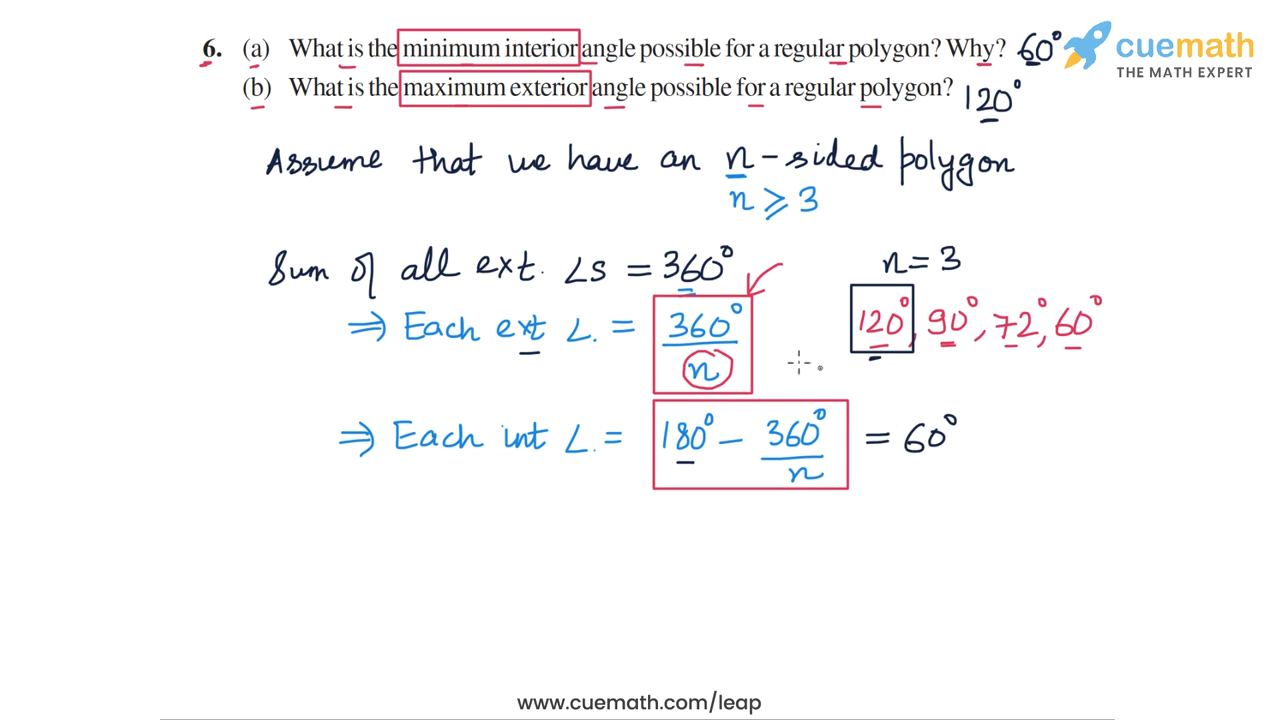 6. (a) What is the minimum interior angle possible for a regular polygon? Why? 60°
cuemath
THE MATH EXPERT
(b) What is the maximum exterior angle possible for a regular polygon? 120°
Assume that we have an n-sided polygon
n ⩾ 3
Sum of all ext. ∠s = 360°
n = 3
⇒ Each ext ∠. = 360°/n
120°, 90°, 72°, 60°
⇒ Each int ∠. = 180° - 360°/n = 60°
www.cuemath.com/leap